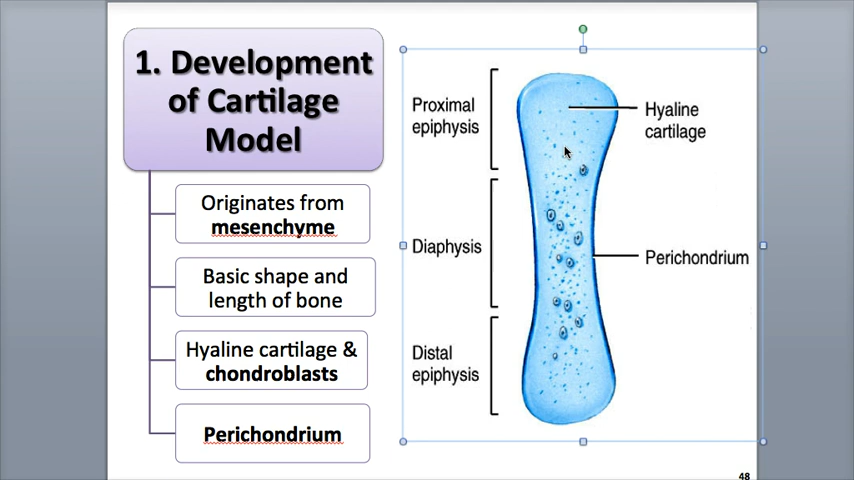 1. Development
of Cartilage
Model
Originates from
mesenchyme
Basic shape and
length of bone
Hyaline cartilage &
chondroblasts
Perichondrium
Proximal
epiphysis
Diaphysis
Distal
epiphysis
Hyaline
cartilage
Perichondrium
48